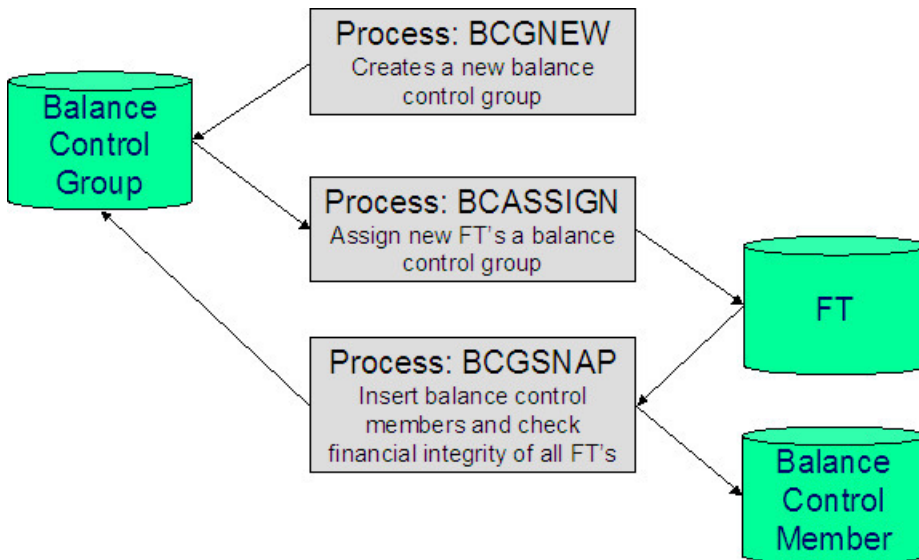 Process: BCGNEW
Creates a new balance
control group
Balance
Control
Group
Process: BCASSIGN
Assign new FT's a balance
control group
FT
Process: BCGSNAP
Insert balance control
members and check
financial integrity of all FT's
Balance
Control
Member